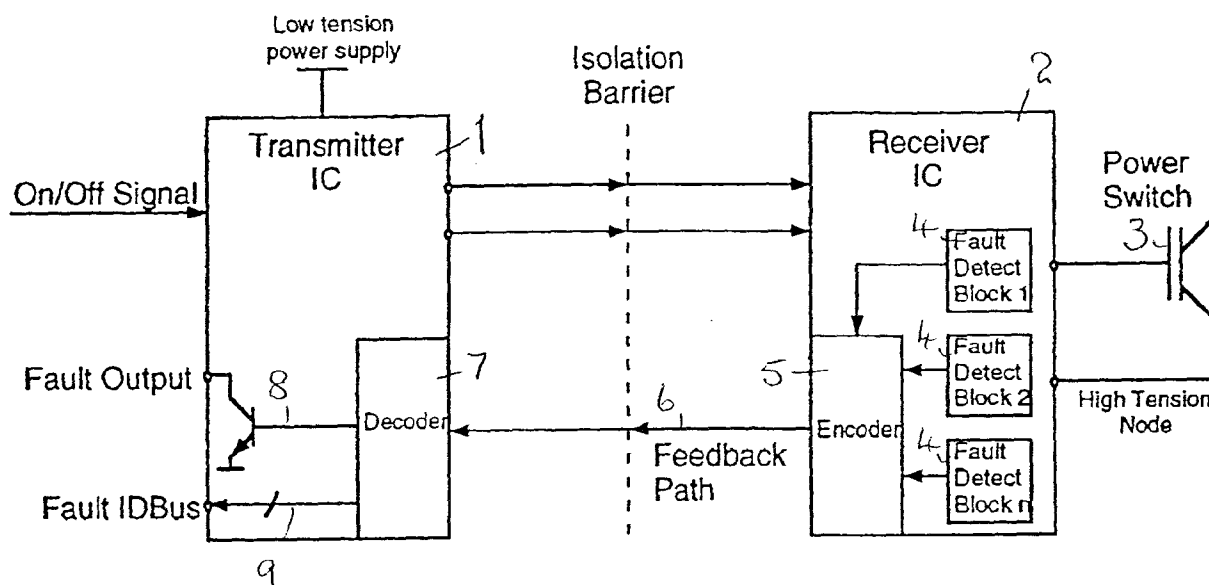 Low tension
power supply
Isolation
Barrier
2
Transmitter
IC
1
Receiver
IC
Power
Switch
3
On/Off Signal
4
Fault
Detect
Block 1
Fault Output
8
7
Decoder
6
Feedback
Path
5
Encoder
4
Fault
Detect
Block 2
High Tension
Node
4
Fault
Detect
Block n
Fault IDBus
9